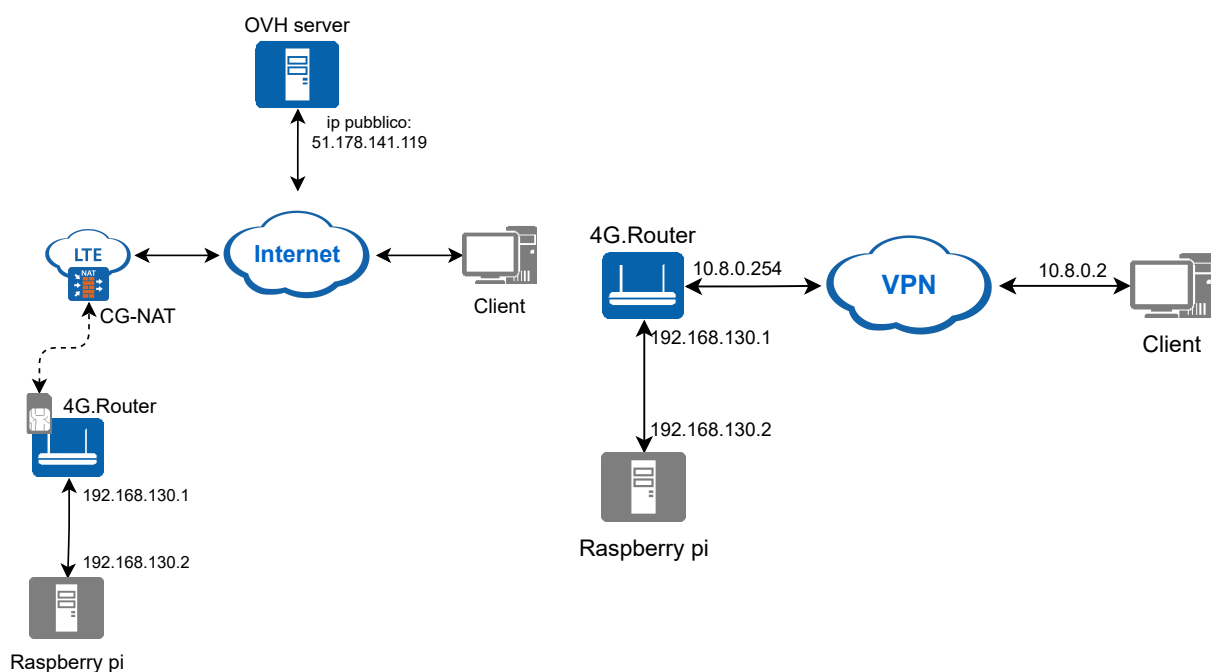 OVH server
ip pubblico:
51.178.141.119
LTE
NAT
CG-NAT
Internet
Client
4G.Router
192.168.130.1
192.168.130.2
Raspberry pi
4G.Router
10.8.0.254
VPN
10.8.0.2
Client
192.168.130.1
192.168.130.2
Raspberry pi